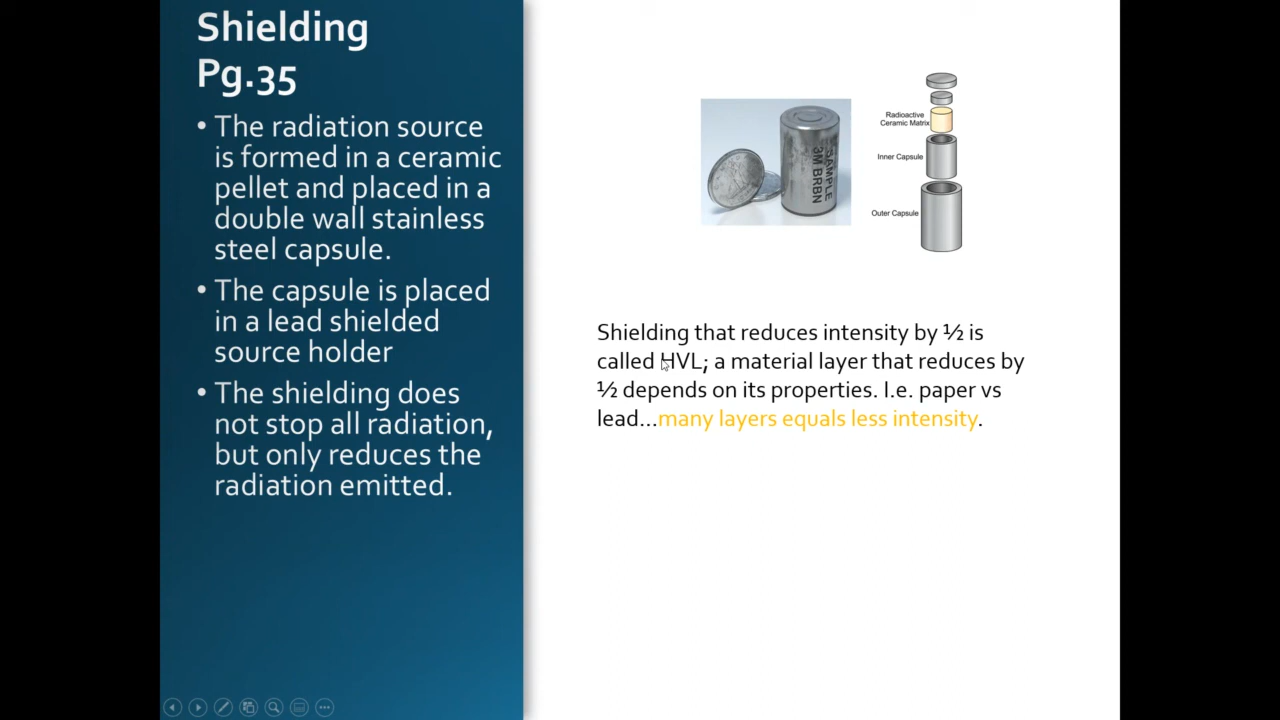 Shielding
Pg.35
• The radiation source
is formed in a ceramic
pellet and placed in a
double wall stainless
steel capsule.
• The capsule is placed
in a lead shielded
source holder
• The shielding does
not stop all radiation,
but only reduces the
radiation emitted.
SAMPLE
3M BRBN
Radioactive
Ceramic Matrix
Inner Capsule
Outer Capsule
Shielding that reduces intensity by ½ is
called HVL; a material layer that reduces by
½ depends on its properties. I.e. paper vs
lead...many layers equals less intensity.